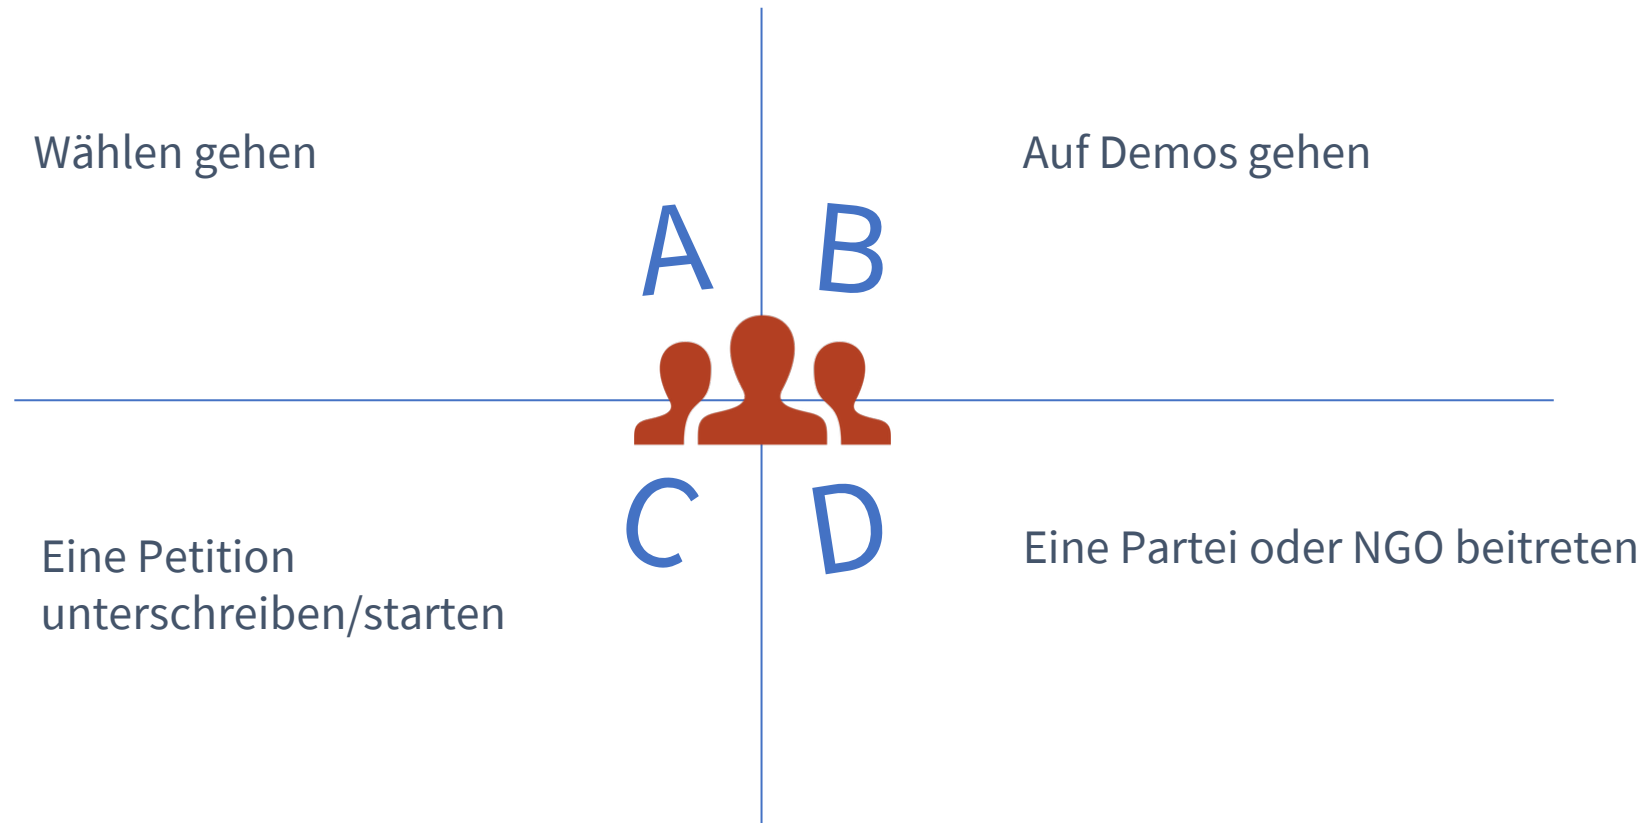 Wählen gehen
Auf Demos gehen
A
B
C
D
Eine Petition
unterschreiben/starten
Eine Partei oder NGO beitreten